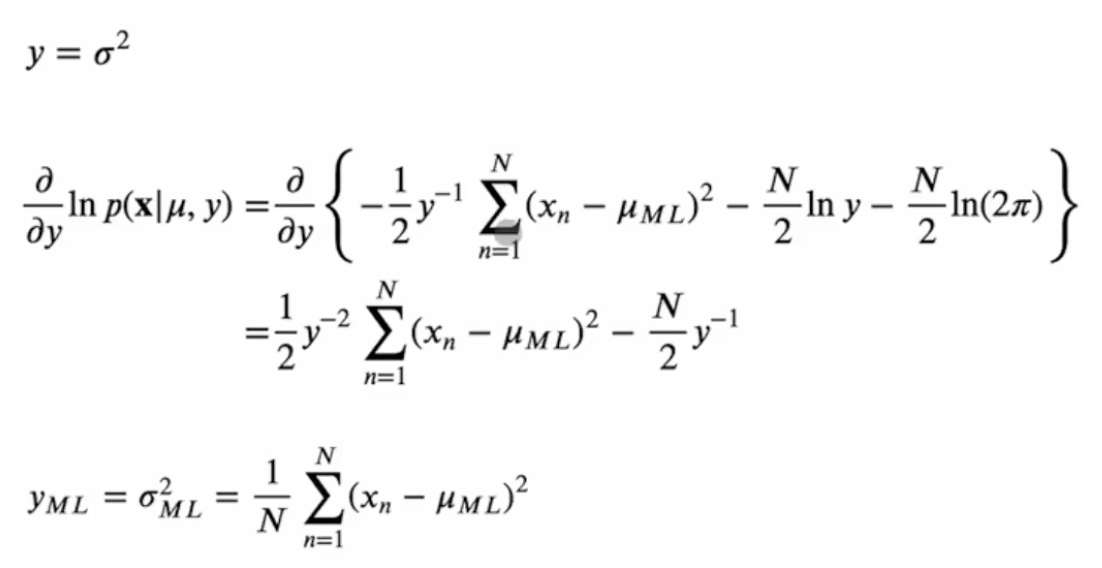 y = σ²
∂/∂y ln p(𝐱|μ, y) = ∂/∂y { −1/2 y⁻¹ ∑_{n=1}^{N} (x_n − μ_{ML})² − N/2 ln y − N/2 ln(2π) }
= 1/2 y⁻² ∑_{n=1}^{N} (x_n − μ_{ML})² − N/2 y⁻¹
y_{ML} = σ²_{ML} = 1/N ∑_{n=1}^{N} (x_n − μ_{ML})²